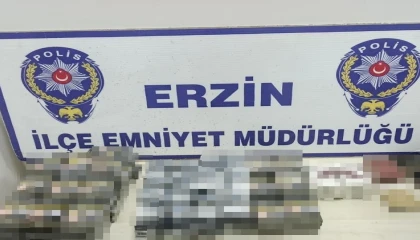 POLİS
POLİS
ERZİN
İLÇE EMNİYET MÜDÜRLÜĞÜ